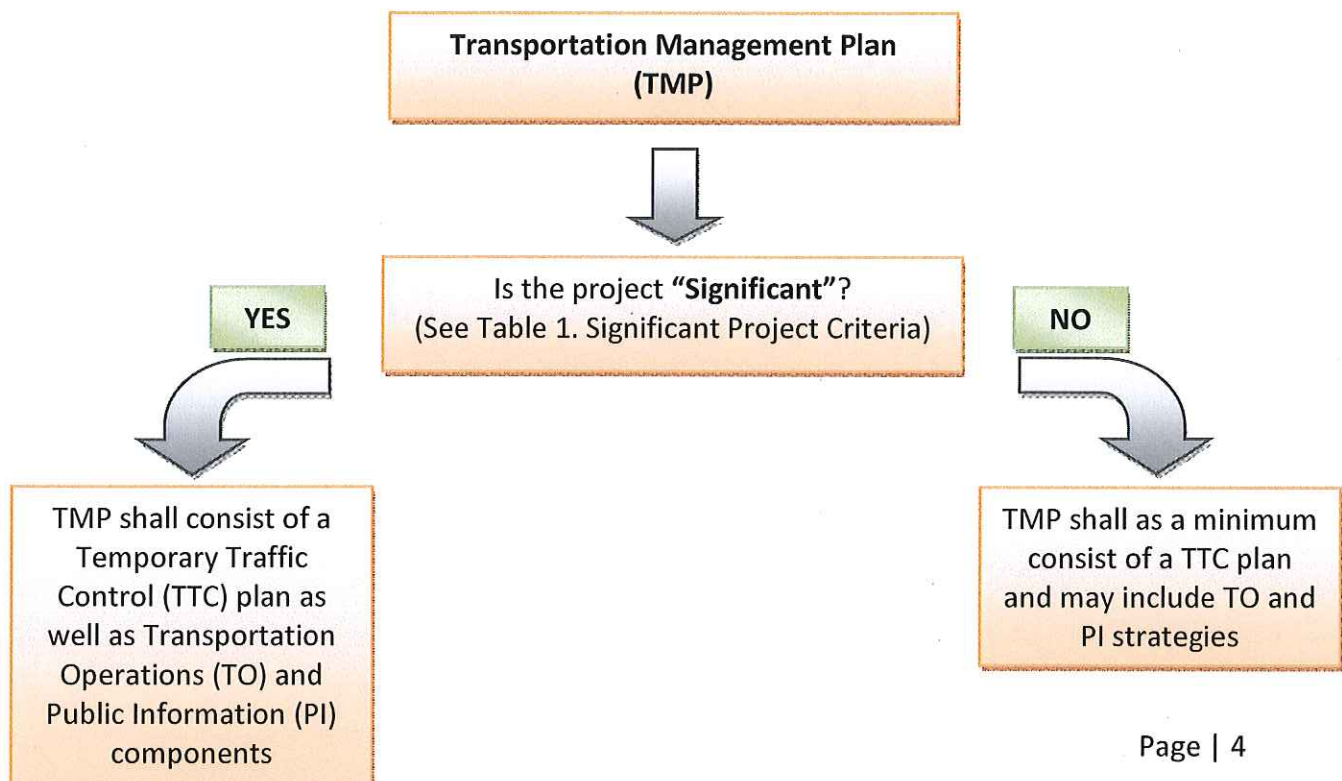 Transportation Management Plan
(TMP)
Is the project “Significant”?
(See Table 1. Significant Project Criteria)
YES
NO
TMP shall consist of a
Temporary Traffic
Control (TTC) plan as
well as Transportation
Operations (TO) and
Public Information (PI)
components
TMP shall as a minimum
consist of a TTC plan
and may include TO and
PI strategies
Page | 4